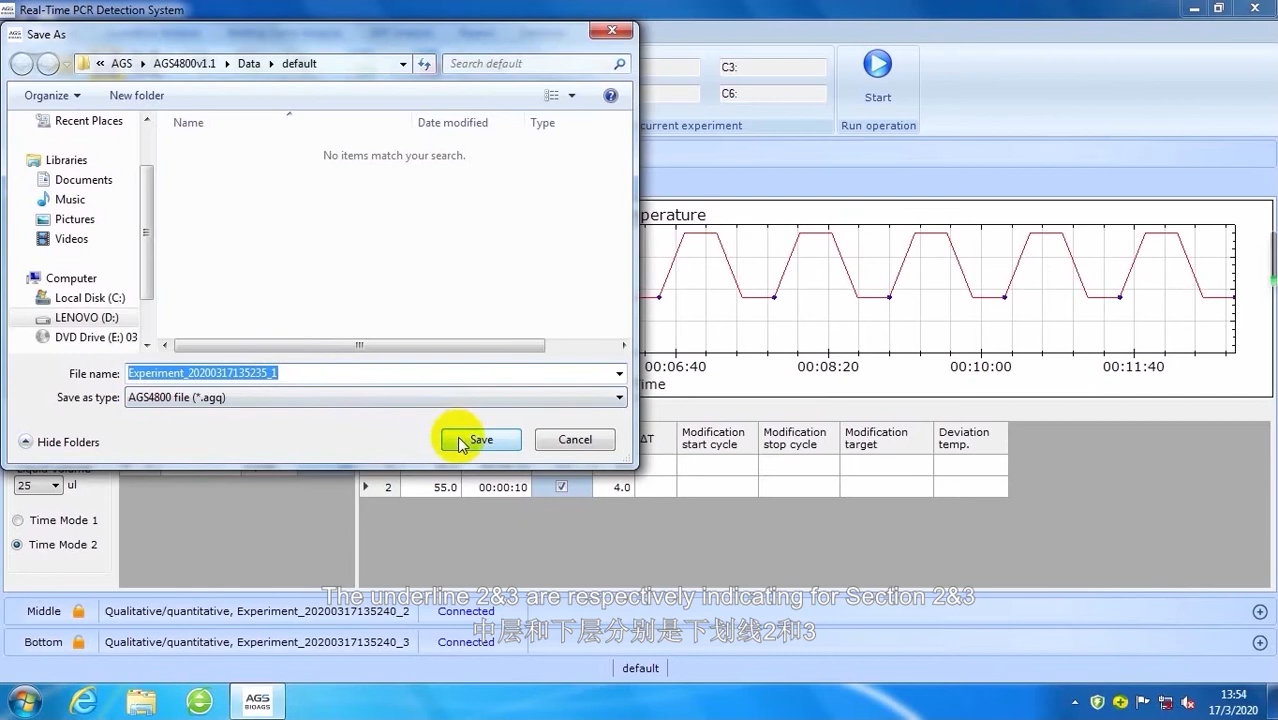 Real-Time PCR Detection System
AGS
Save As
« AGS AGS4800v1.1 Data default
Search default
Organize New folder
Recent Places
Libraries
Documents
Music
Pictures
Videos
Computer
Local Disk (C:)
LENOVO (D:)
DVD Drive (E:) 03
Name Date modified Type
No items match your search.
File name: Experiment_20200317135235_1
Save as type: AGS4800 file (*.agq)
Hide Folders
Save Cancel
C3:
C6:
current experiment
Start
Run operation
perature
00:06:40 00:08:20 00:10:00 00:11:40
ime
ΔT Modification start cycle Modification stop cycle Modification target Deviation temp.
2 55.0 00:00:10 4.0
25 ul
Time Mode 1
Time Mode 2
The underline 2&3 are respectively indicating for Section 2&3
中层和下层分别是下划线2和3
Middle Qualitative/quantitative, Experiment_20200317135240_2 Connected
Bottom Qualitative/quantitative, Experiment_20200317135240_3 Connected
default
AGS
BIOAGS
13:54
17/3/2020